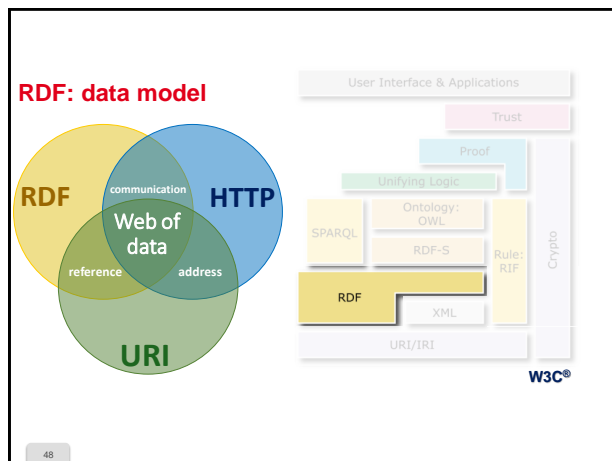 RDF: data model
RDF
communication
HTTP
Web of
data
reference
address
URI
User Interface & Applications
Trust
Proof
Unifying Logic
Ontology:
OWL
SPARQL
RDF-S
Rule:
RIF
Crypto
RDF
XML
URI/IRI
W3C®
48